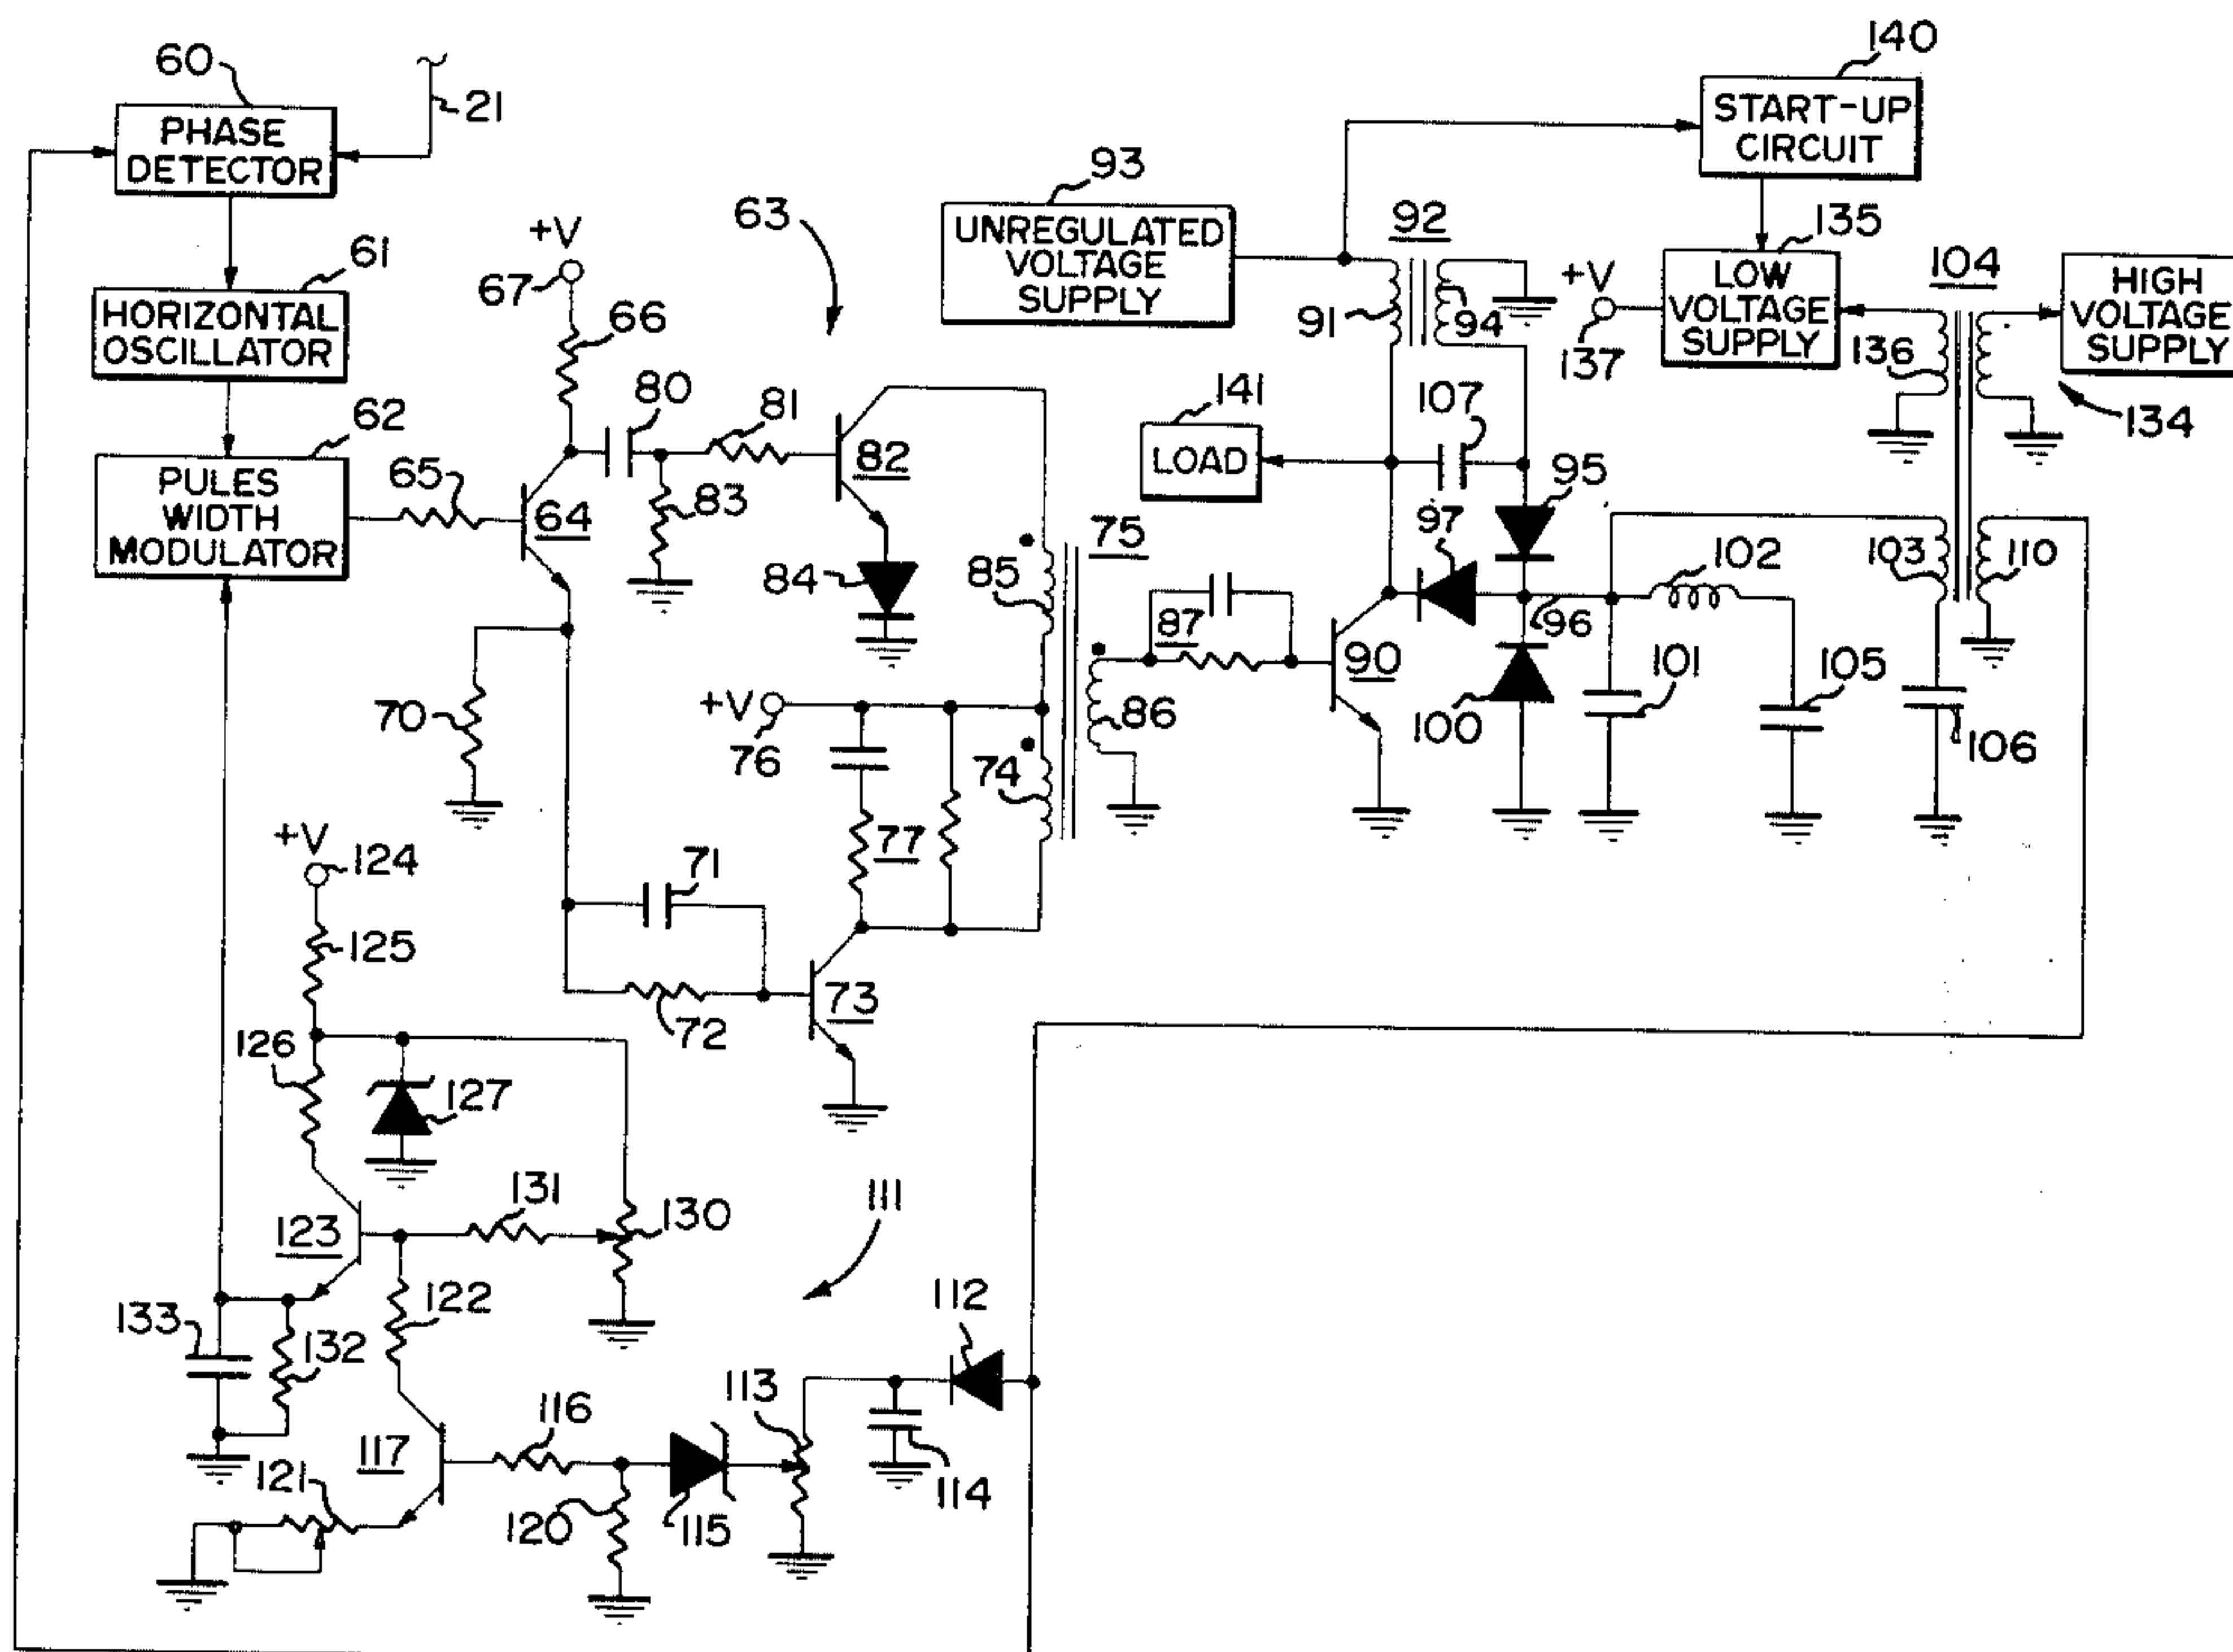 60
21
PHASE
DETECTOR
61
HORIZONTAL
OSCILLATOR
62
PULES
WIDTH
MODULATOR
65
64
+V
67
66
63
80
81
82
83
84
85
75
70
+V
76
74
77
86
87
71
72
73
93
UNREGULATED
VOLTAGE
SUPPLY
92
91
94
140
START-UP
CIRCUIT
135
+V
137
LOW
VOLTAGE
SUPPLY
104
136
HIGH
VOLTAGE
SUPPLY
134
141
LOAD
107
95
97
96
90
100
101
102
103
110
105
106
+V
124
125
126
127
123
131
130
111
122
133
132
112
113
114
116
117
115
120
121